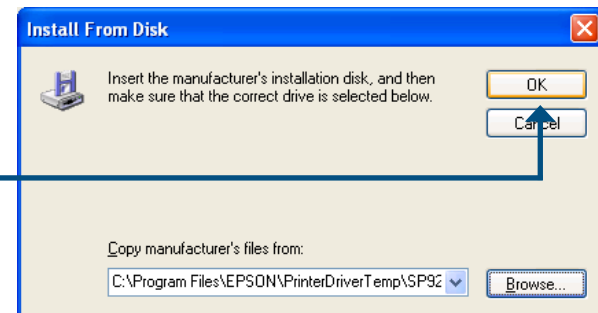 Install From Disk
Insert the manufacturer's installation disk, and then
make sure that the correct drive is selected below.
OK
Cancel
Copy manufacturer's files from:
C:\Program Files\EPSON\PrinterDriverTemp\SP92
Browse...